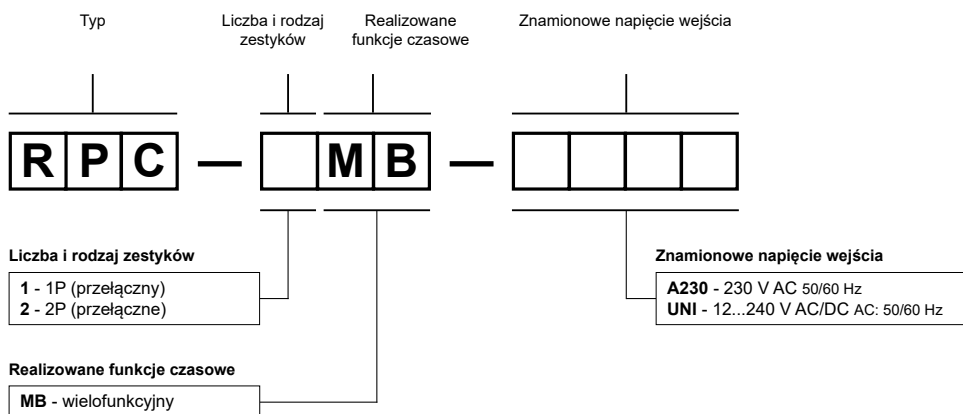 Typ
Liczba i rodzaj zestyków
Realizowane funkcje czasowe
Znamionowe napięcie wejścia
RPC — MB —
Liczba i rodzaj zestyków
1 - 1P (przełączny)
2 - 2P (przełączne)
Znamionowe napięcie wejścia
A230 - 230 V AC 50/60 Hz
UNI - 12...240 V AC/DC AC: 50/60 Hz
Realizowane funkcje czasowe
MB - wielofunkcyjny